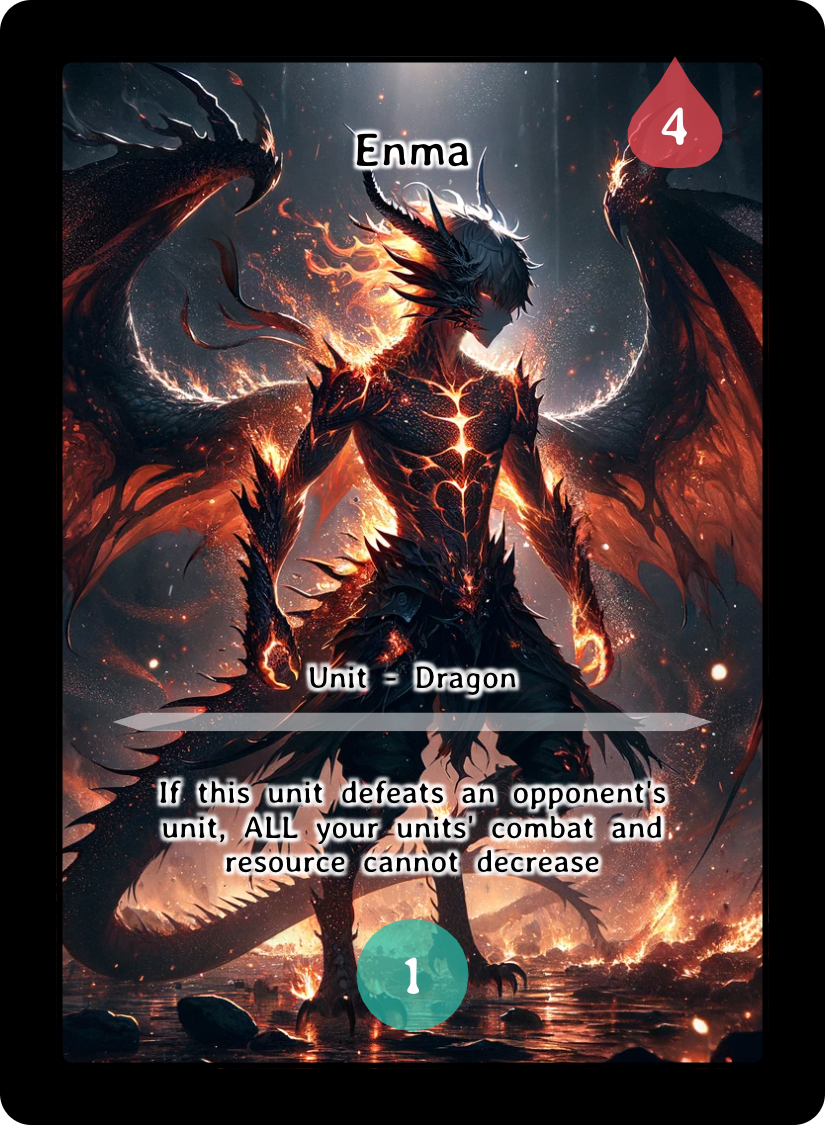 4
Enma
Unit - Dragon
If this unit defeats an opponent's
unit, ALL your units' combat and
resource cannot decrease
1